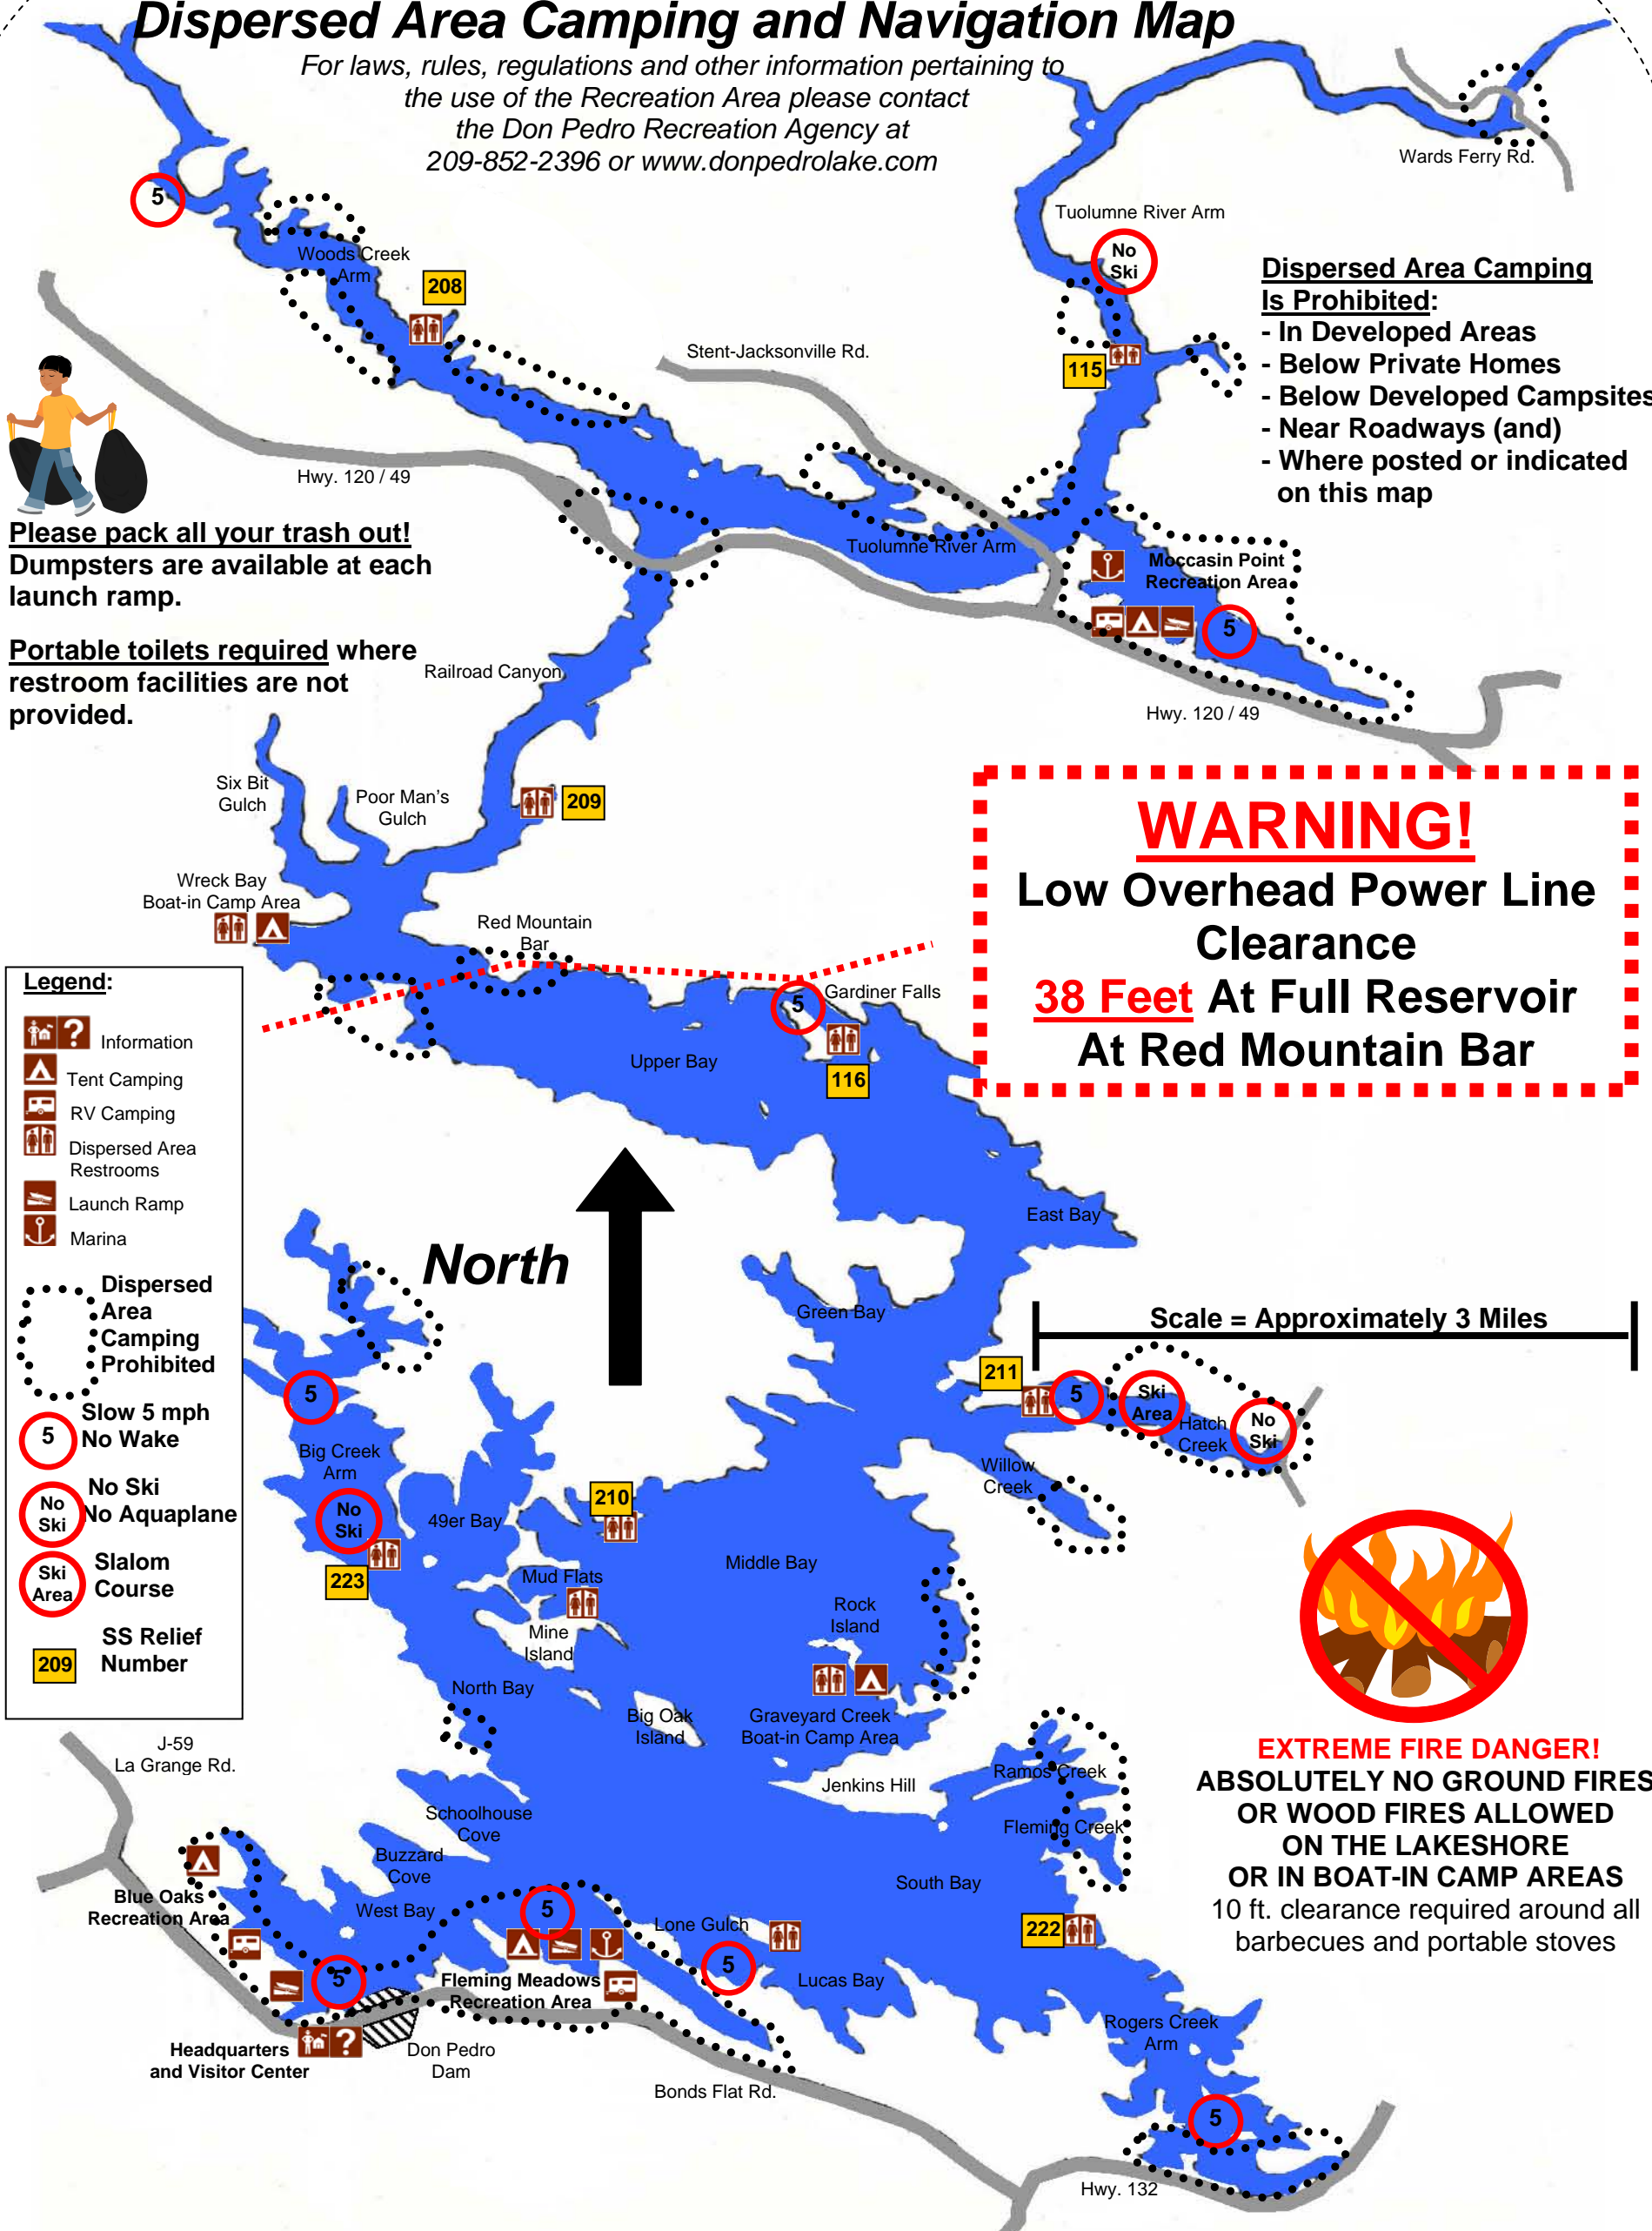 Dispersed Area Camping and Navigation Map
For laws, rules, regulations and other information pertaining to
the use of the Recreation Area please contact
the Don Pedro Recreation Agency at
209-852-2396 or www.donpedrolake.com
Wards Ferry Rd.
5
Woods Creek
Arm
208
Tuolumne River Arm
No
Ski
115
Stent-Jacksonville Rd.
Dispersed Area Camping
Is Prohibited:
- In Developed Areas
- Below Private Homes
- Below Developed Campsites
- Near Roadways (and)
- Where posted or indicated
on this map
Hwy. 120 / 49
Please pack all your trash out!
Dumpsters are available at each
launch ramp.
Portable toilets required where
restroom facilities are not
provided.
Tuolumne River Arm
Moccasin Point
Recreation Area
5
Hwy. 120 / 49
Railroad Canyon
Six Bit
Gulch
Poor Man's
Gulch
209
Wreck Bay
Boat-in Camp Area
Red Mountain
Bar
5
Gardiner Falls
116
Upper Bay
WARNING!
Low Overhead Power Line
Clearance
38 Feet At Full Reservoir
At Red Mountain Bar
Legend:
?
Information
Tent Camping
RV Camping
Dispersed Area
Restrooms
Launch Ramp
Marina
Dispersed
Area
Camping
Prohibited
5
Slow 5 mph
No Wake
No
Ski
No Ski
No Aquaplane
Ski
Area
Slalom
Course
209
SS Relief
Number
North
East Bay
Green Bay
Scale = Approximately 3 Miles
211
5
Ski
Area
Hatch
Creek
No
Ski
Willow
Creek
5
Big Creek
Arm
No
Ski
223
49er Bay
210
Mud Flats
Mine
Island
Middle Bay
Rock
Island
North Bay
Big Oak
Island
Graveyard Creek
Boat-in Camp Area
Jenkins Hill
Ramos Creek
Fleming Creek
EXTREME FIRE DANGER!
ABSOLUTELY NO GROUND FIRES
OR WOOD FIRES ALLOWED
ON THE LAKESHORE
OR IN BOAT-IN CAMP AREAS
10 ft. clearance required around all
barbecues and portable stoves
J-59
La Grange Rd.
Schoolhouse
Cove
Buzzard
Cove
West Bay
South Bay
Blue Oaks
Recreation Area
5
5
Fleming Meadows
Recreation Area
Lone Gulch
5
Lucas Bay
222
Headquarters
and Visitor Center
?
Don Pedro
Dam
Bonds Flat Rd.
Rogers Creek
Arm
5
Hwy. 132